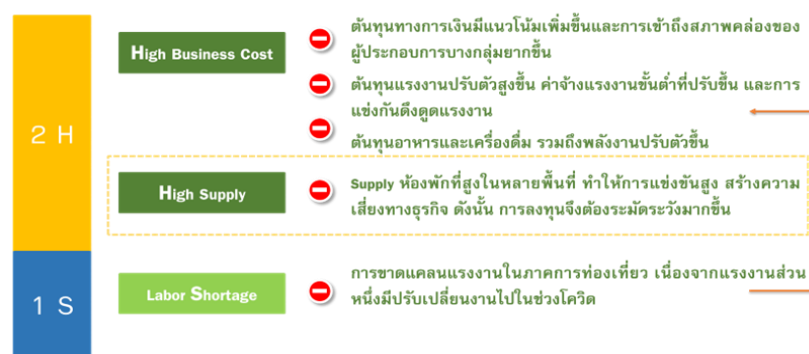 2 H
High Business Cost
ต้นทุนทางการเงินมีแนวโน้มเพิ่มขึ้นและการเข้าถึงสภาพคล่องของ
ผู้ประกอบการบางกลุ่มยากขึ้น
ต้นทุนแรงงานปรับตัวสูงขึ้น ค่าจ้างแรงงานขั้นต่ำที่ปรับขึ้น และการ
แข่งกันดึงดูดแรงงาน
ต้นทุนอาหารและเครื่องดื่ม รวมถึงพลังงานปรับตัวขึ้น
High Supply
Supply ห้องพักที่สูงในหลายพื้นที่ ทำให้การแข่งขันสูง สร้างความ
เสี่ยงทางธุรกิจ ดังนั้น การลงทุนจึงต้องระมัดระวังมากขึ้น
1 S
Labor Shortage
การขาดแคลนแรงงานในภาคการท่องเที่ยว เนื่องจากแรงงานส่วน
หนึ่งมีปรับเปลี่ยนงานไปในช่วงโควิด